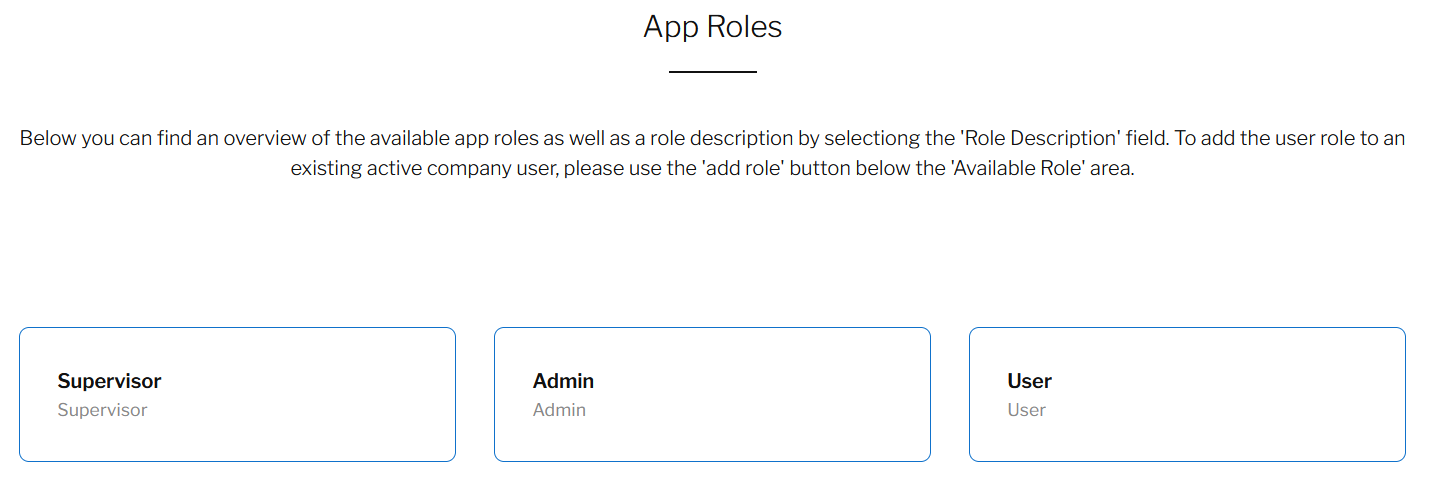 App Roles
Below you can find an overview of the available app roles as well as a role description by selectiong the 'Role Description' field. To add the user role to an
existing active company user, please use the 'add role' button below the 'Available Role' area.
Supervisor
Supervisor
Admin
Admin
User
User